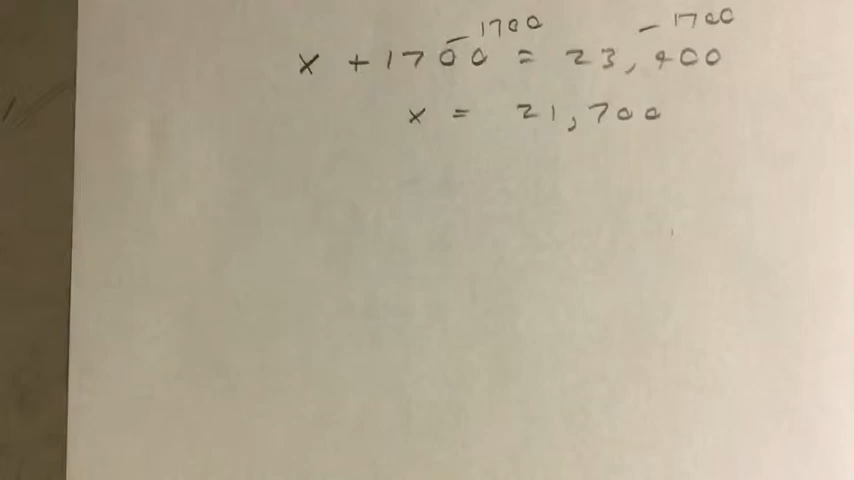 -1700 -1700
x + 1700 = 23,400
x = 21,700